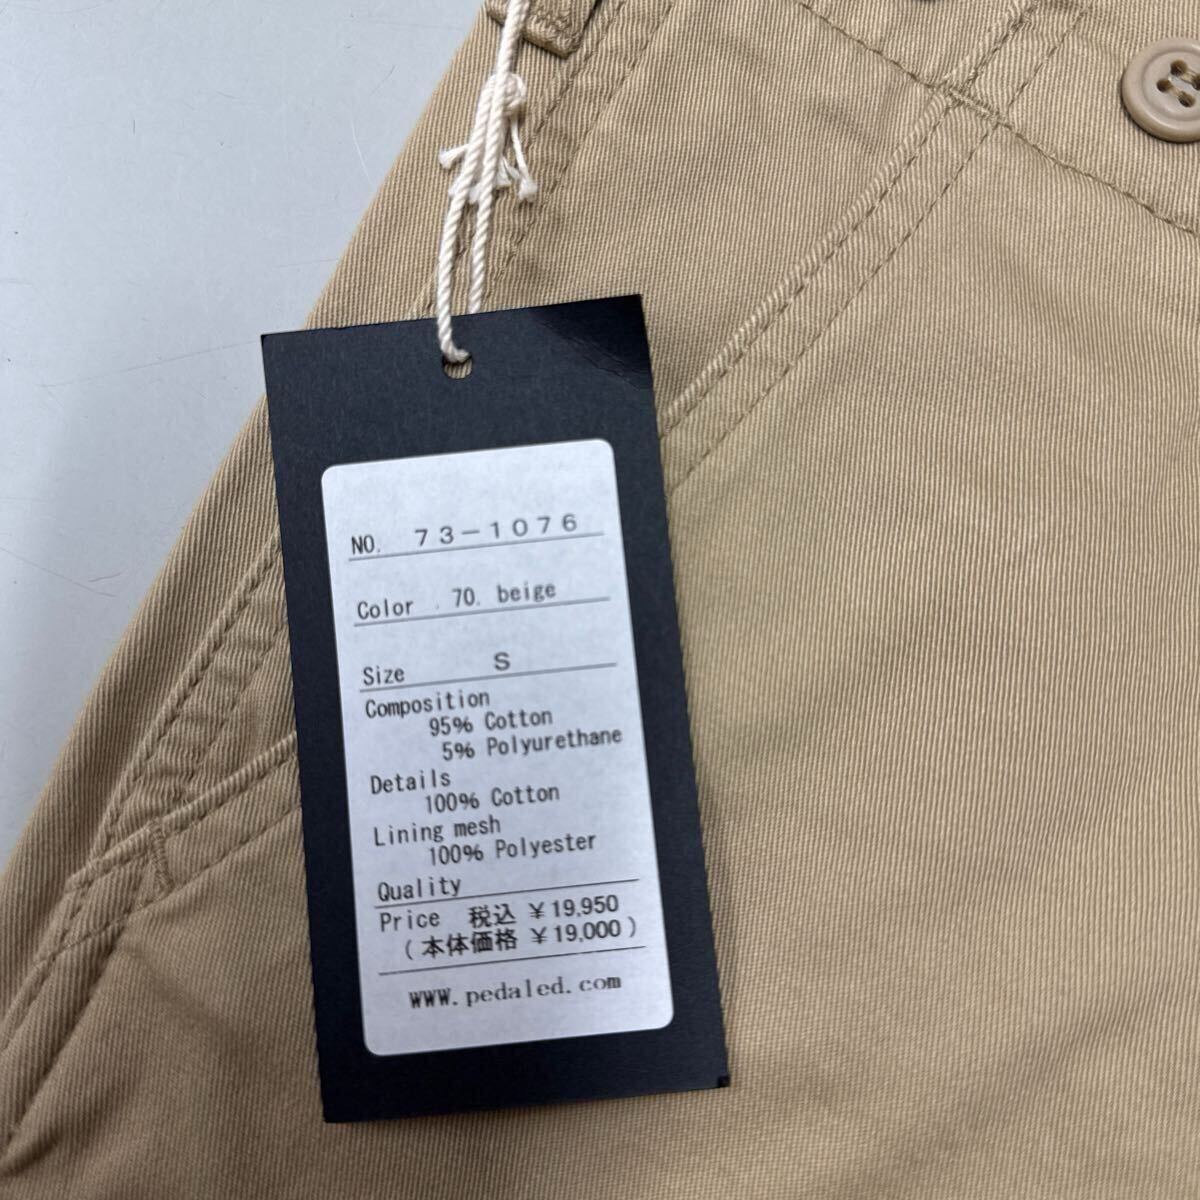 NO. 73-1076
Color .70. beige
Size S
Composition
95% Cotton
5% Polyurethane
Details
100% Cotton
Lining mesh
100% Polyester
Quality
Price 税込 ¥19,950
(本体価格 ¥19,000)
www.pedaled.com